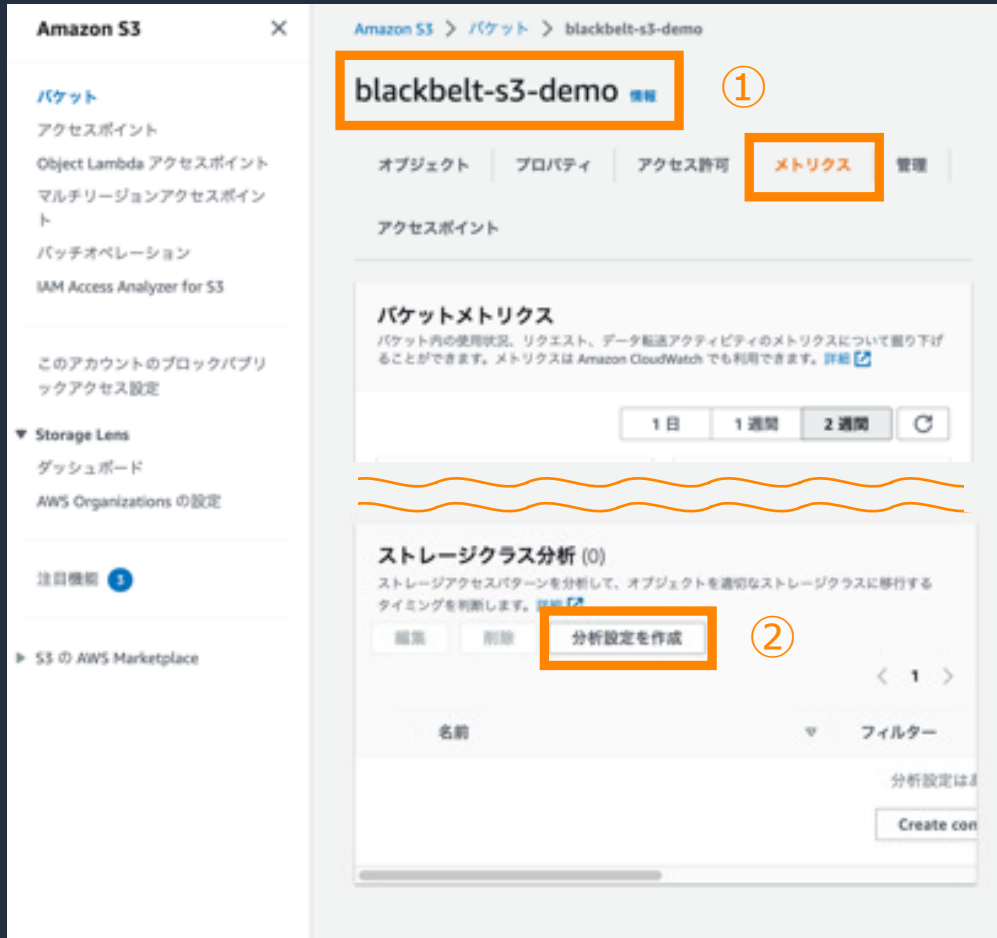 Amazon S3
バケット
アクセスポイント
Object Lambda アクセスポイント
マルチリージョンアクセスポイン
ト
バッチオペレーション
IAM Access Analyzer for S3
このアカウントのブロックパブリ
ックアクセス設定
▼ Storage Lens
ダッシュボード
AWS Organizations の設定
注目機能 3
▶ S3 の AWS Marketplace
Amazon S3 > バケット > blackbelt-s3-demo
blackbelt-s3-demo 情報 ①
オブジェクト プロパティ アクセス許可 メトリクス 管理
アクセスポイント
バケットメトリクス
バケット内の使用状況、リクエスト、データ転送アクティビティのメトリクスについて掘り下げ
ることができます。メトリクスは Amazon CloudWatch でも利用できます。詳細
1 日 1 週間 2 週間
ストレージクラス分析 (0)
ストレージアクセスパターンを分析して、オブジェクトを適切なストレージクラスに移行する
タイミングを判断します。詳細
編集 削除 分析設定を作成 ②
< 1 >
名前 フィルター
分析設定は
Create con